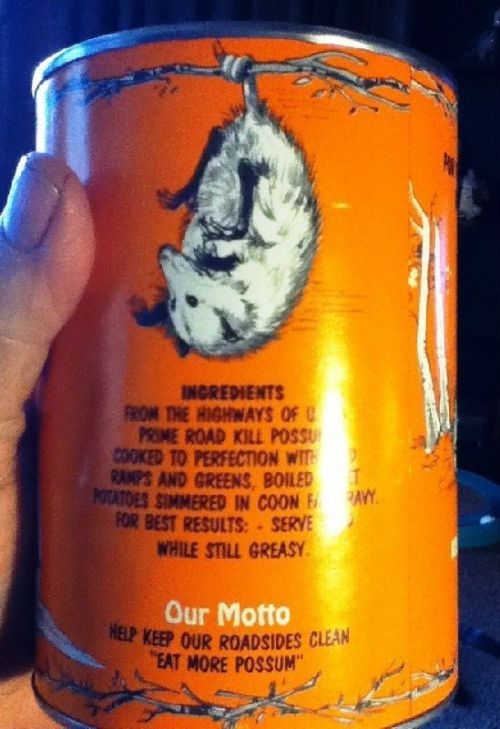 INGREDIENTS
FROM THE HIGHWAYS OF
PRIME ROAD KILL POSSU
COOKED TO PERFECTION WITH
RAMPS AND GREENS, BOILED
POTATOES SIMMERED IN COON
FOR BEST RESULTS: - SERVE
WHILE STILL GREASY.
Our Motto
HELP KEEP OUR ROADSIDES CLEAN
"EAT MORE POSSUM"